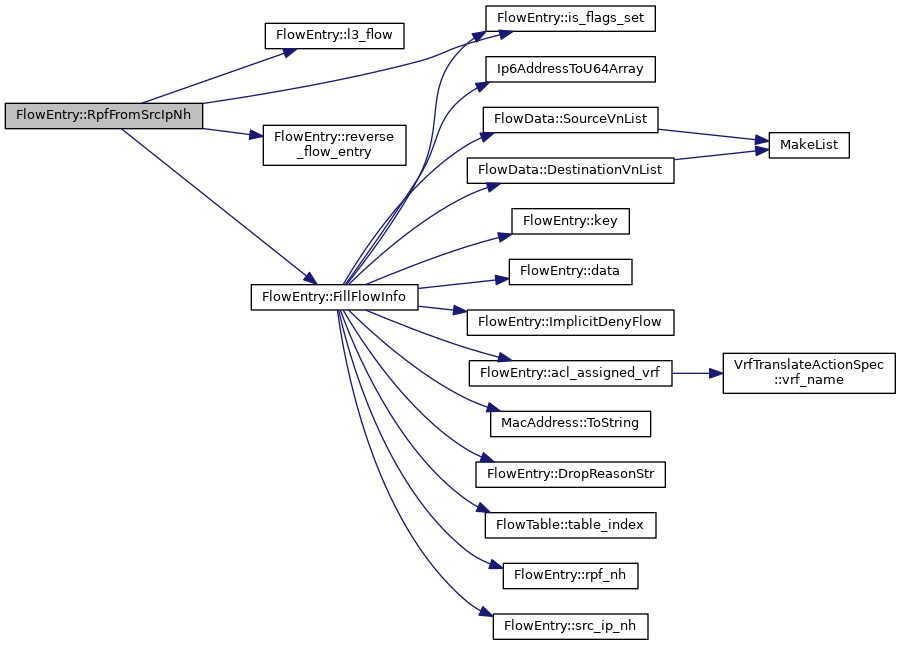 FlowEntry::RpfFromSrcIpNh
FlowEntry::l3_flow
FlowEntry::reverse
_flow_entry
FlowEntry::FillFlowInfo
FlowEntry::is_flags_set
Ip6AddressToU64Array
FlowData::SourceVnList
FlowData::DestinationVnList
FlowEntry::key
FlowEntry::data
FlowEntry::ImplicitDenyFlow
FlowEntry::acl_assigned_vrf
MacAddress::ToString
FlowEntry::DropReasonStr
FlowTable::table_index
FlowEntry::rpf_nh
FlowEntry::src_ip_nh
MakeList
VrfTranslateActionSpec
::vrf_name